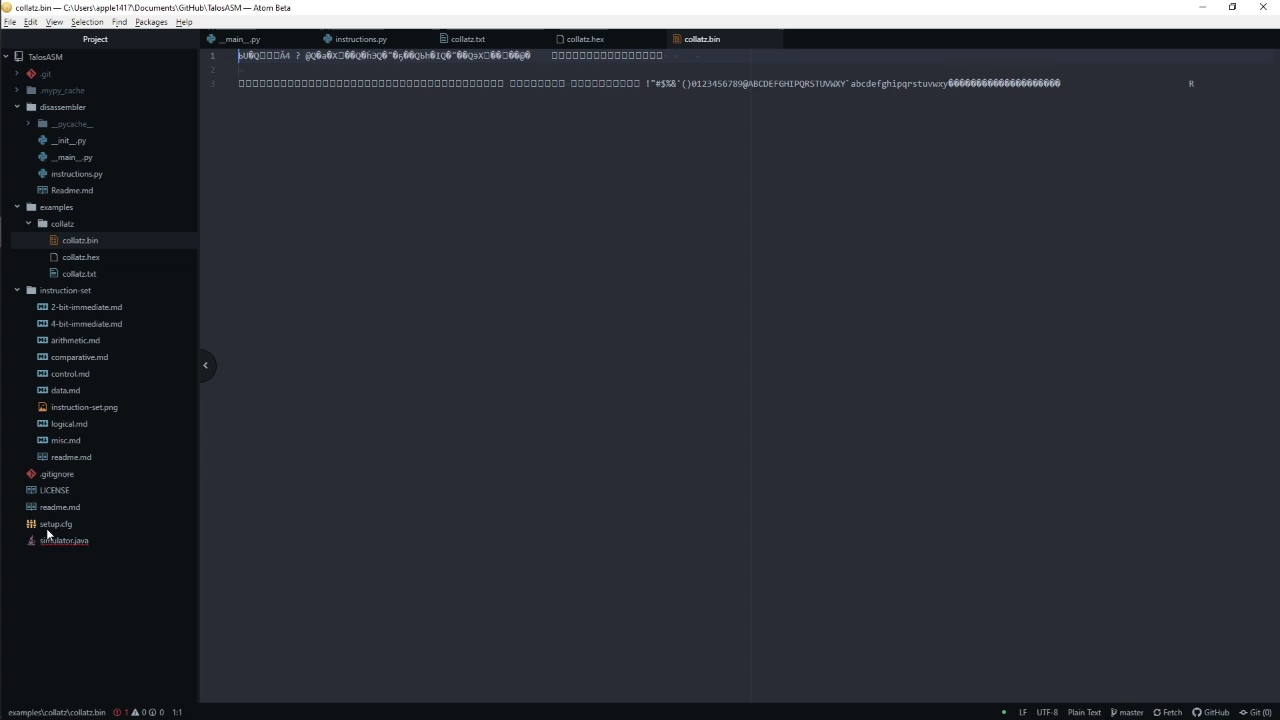 collatz.bin — C:\Users\apple1417\Documents\GitHub\TalosASM — Atom Beta
File Edit View Selection Find Packages Help
Project
__main__.py instructions.py collatz.txt collatz.hex collatz.bin
TalosASM
.git
.mypy_cache
disassembler
__pycache__
__init__.py
__main__.py
instructions.py
Readme.md
examples
collatz
collatz.bin
collatz.hex
collatz.txt
instruction-set
2-bit-immediate.md
4-bit-immediate.md
arithmetic.md
comparative.md
control.md
data.md
instruction-set.png
logical.md
misc.md
readme.md
.gitignore
LICENSE
readme.md
setup.cfg
simulator.java
1
2
3 !"#$%&'()0123456789@ABCDEFGHIPQRSTUVWXY`abcdefghipqrstuvwxy R
examples\collatz\collatz.bin 1 0 0 1:1 LF UTF-8 Plain Text master Fetch GitHub Git (0)